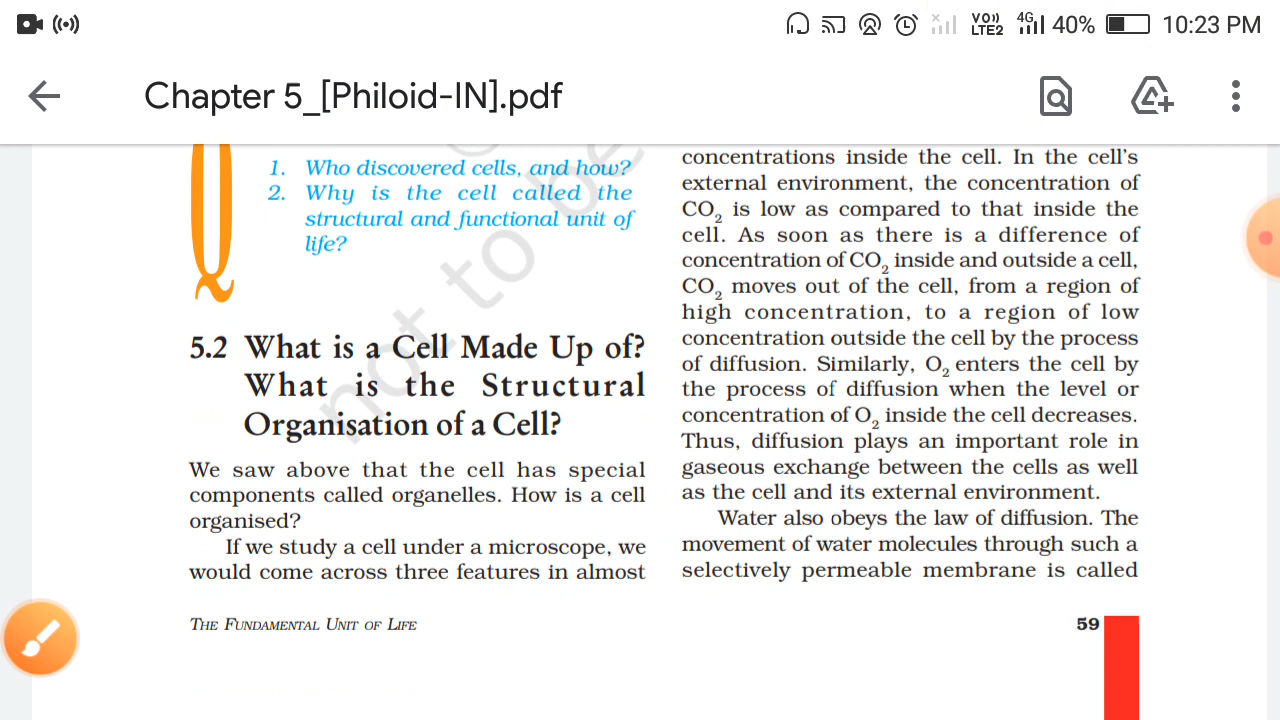 VO)) LTE2 4G 40% 10:23 PM
Chapter 5_[Philoid-IN].pdf
Q
1. Who discovered cells, and how?
2. Why is the cell called the
structural and functional unit of
life?
5.2 What is a Cell Made Up of?
What is the Structural
Organisation of a Cell?
We saw above that the cell has special
components called organelles. How is a cell
organised?
If we study a cell under a microscope, we
would come across three features in almost
concentrations inside the cell. In the cell's
external environment, the concentration of
CO₂ is low as compared to that inside the
cell. As soon as there is a difference of
concentration of CO₂ inside and outside a cell,
CO₂ moves out of the cell, from a region of
high concentration, to a region of low
concentration outside the cell by the process
of diffusion. Similarly, O₂ enters the cell by
the process of diffusion when the level or
concentration of O₂ inside the cell decreases.
Thus, diffusion plays an important role in
gaseous exchange between the cells as well
as the cell and its external environment.
Water also obeys the law of diffusion. The
movement of water molecules through such a
selectively permeable membrane is called
not to be
THE FUNDAMENTAL UNIT OF LIFE
59